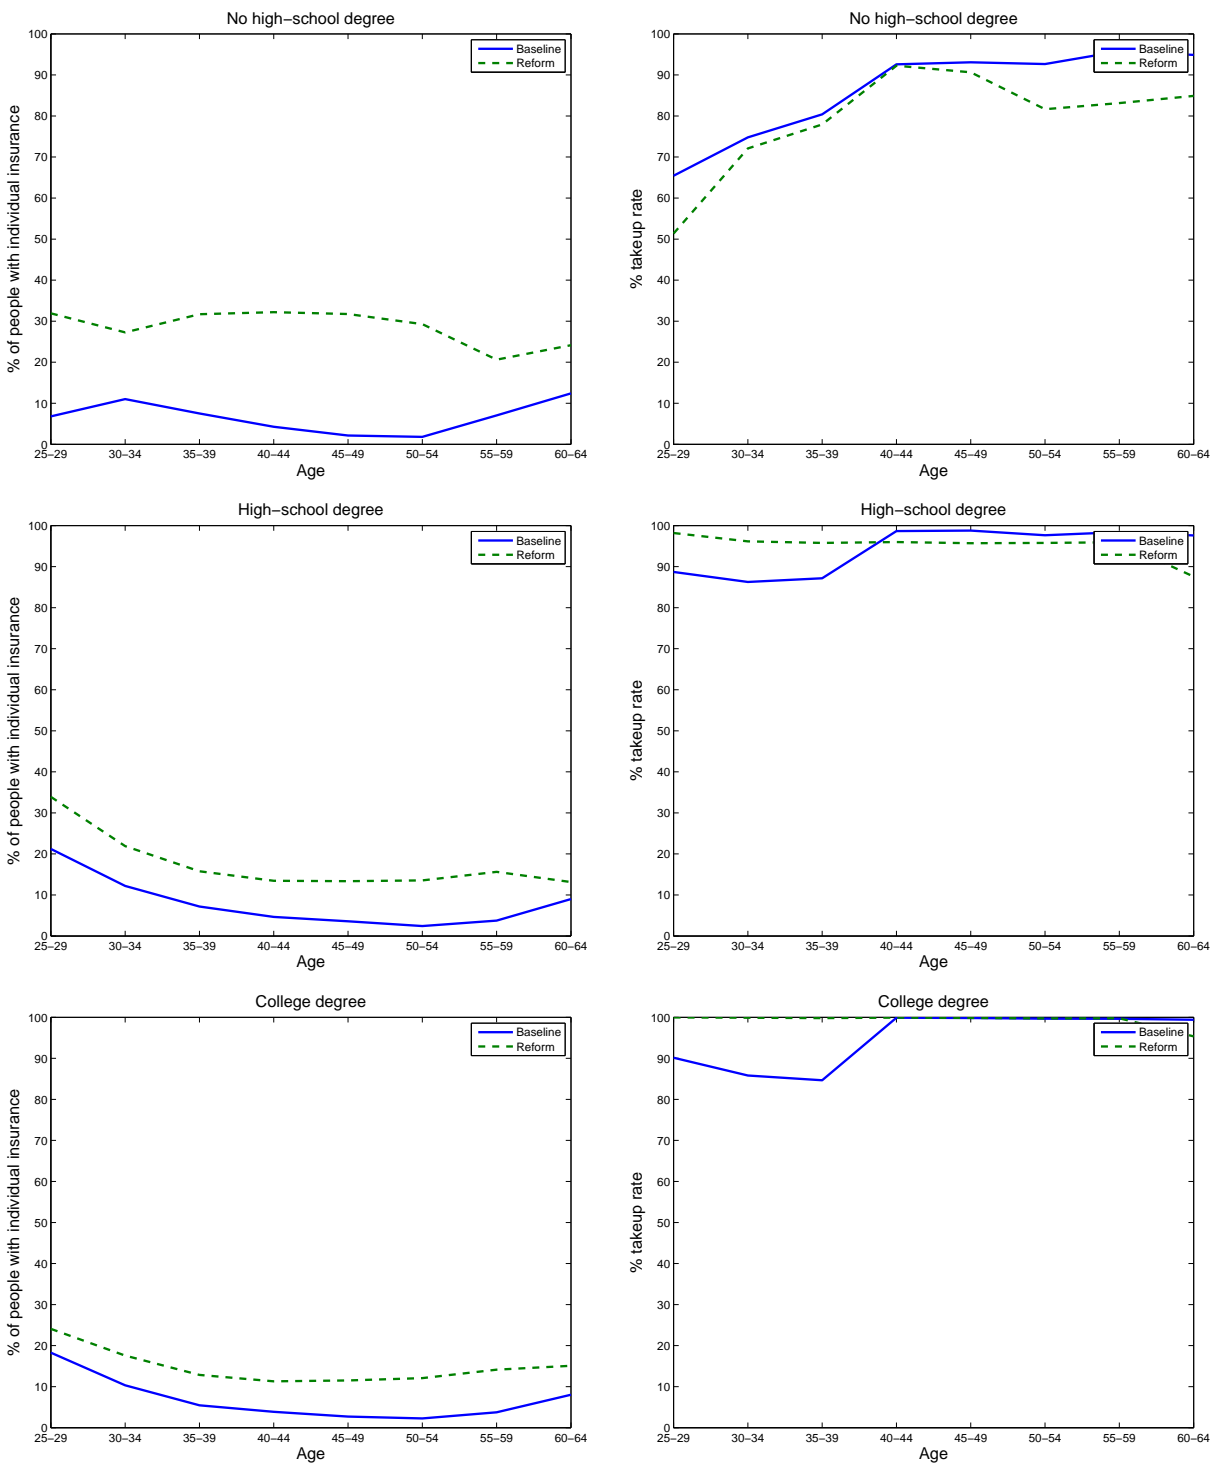 No high−school degree
Baseline
Reform
% of people with individual insurance
100
90
80
70
60
50
40
30
20
10
0
25−29 30−34 35−39 40−44 45−49 50−54 55−59 60−64
Age
No high−school degree
Baseline
Reform
% takeup rate
100
90
80
70
60
50
40
30
20
10
0
25−29 30−34 35−39 40−44 45−49 50−54 55−59 60−64
Age
High−school degree
Baseline
Reform
% of people with individual insurance
100
90
80
70
60
50
40
30
20
10
0
25−29 30−34 35−39 40−44 45−49 50−54 55−59 60−64
Age
High−school degree
Baseline
Reform
% takeup rate
100
90
80
70
60
50
40
30
20
10
0
25−29 30−34 35−39 40−44 45−49 50−54 55−59 60−64
Age
College degree
Baseline
Reform
% of people with individual insurance
100
90
80
70
60
50
40
30
20
10
0
25−29 30−34 35−39 40−44 45−49 50−54 55−59 60−64
Age
College degree
Baseline
Reform
% takeup rate
100
90
80
70
60
50
40
30
20
10
0
25−29 30−34 35−39 40−44 45−49 50−54 55−59 60−64
Age